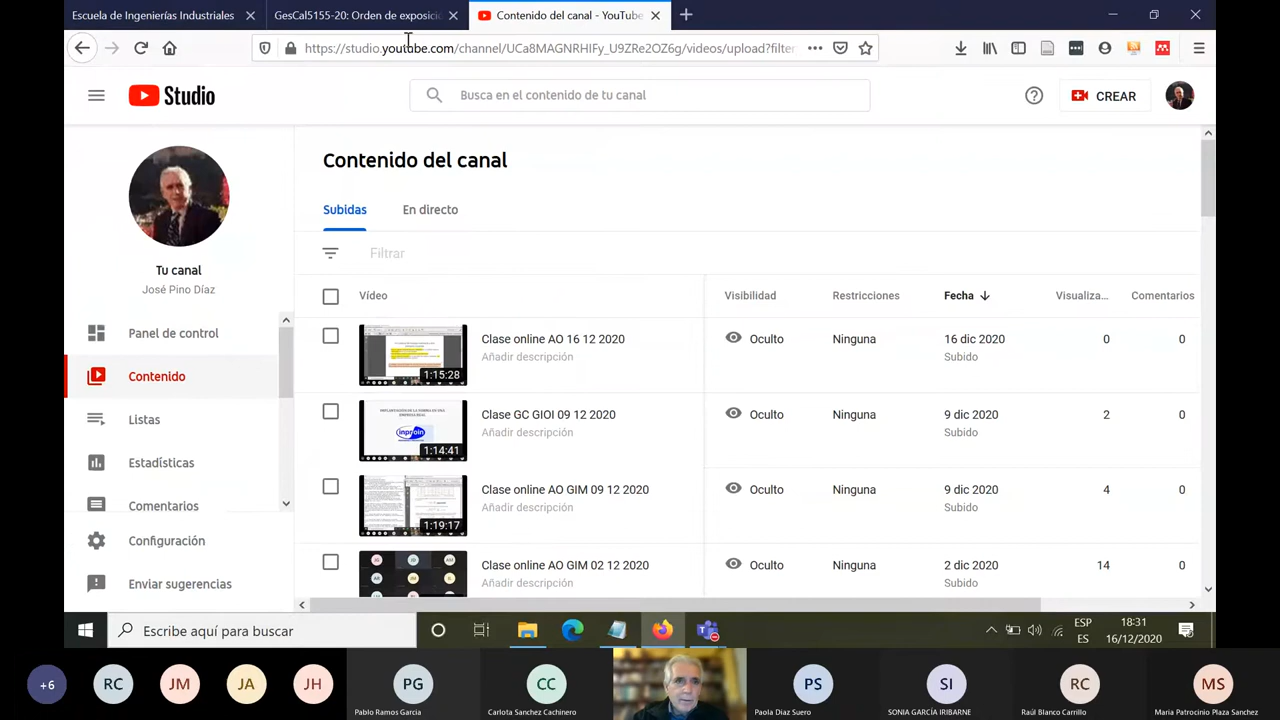 Escuela de Ingenierías Industriales
GesCal5155-20: Orden de exposició
Contenido del canal - YouTube
https://studio.youtube.com/channel/UCa8MAGNRHIFy_U9ZRe2OZ6g/videos/upload?filter
Studio
Busca en el contenido de tu canal
CREAR
Tu canal
José Pino Díaz
Panel de control
Contenido
Listas
Estadísticas
Comentarios
Configuración
Enviar sugerencias
Contenido del canal
Subidas En directo
Filtrar
Vídeo Visibilidad Restricciones Fecha Visualiza... Comentarios
Clase online AO 16 12 2020 Oculto Ninguna 16 dic 2020 0 0
Añadir descripción Subido
1:15:28
Clase GC GIOI 09 12 2020 Oculto Ninguna 9 dic 2020 5 0
Añadir descripción Subido
1:14:41
Clase online AO GIM 09 12 2020 Oculto Ninguna 9 dic 2020 4 0
Añadir descripción Subido
1:19:17
Clase online AO GIM 02 12 2020 Oculto Ninguna 2 dic 2020 14 0
Añadir descripción Subido
Escribe aquí para buscar
ESP
ES
18:31
16/12/2020
+6 RC JM JA JH PG CC PS SI RC MS
Pablo Ramos Garcia
Carlota Sanchez Cachinero
Paola Diaz Suero
SONIA GARCÍA IRIBARNE
Raúl Blanco Carrillo
Maria Patrocinio Plaza Sanchez